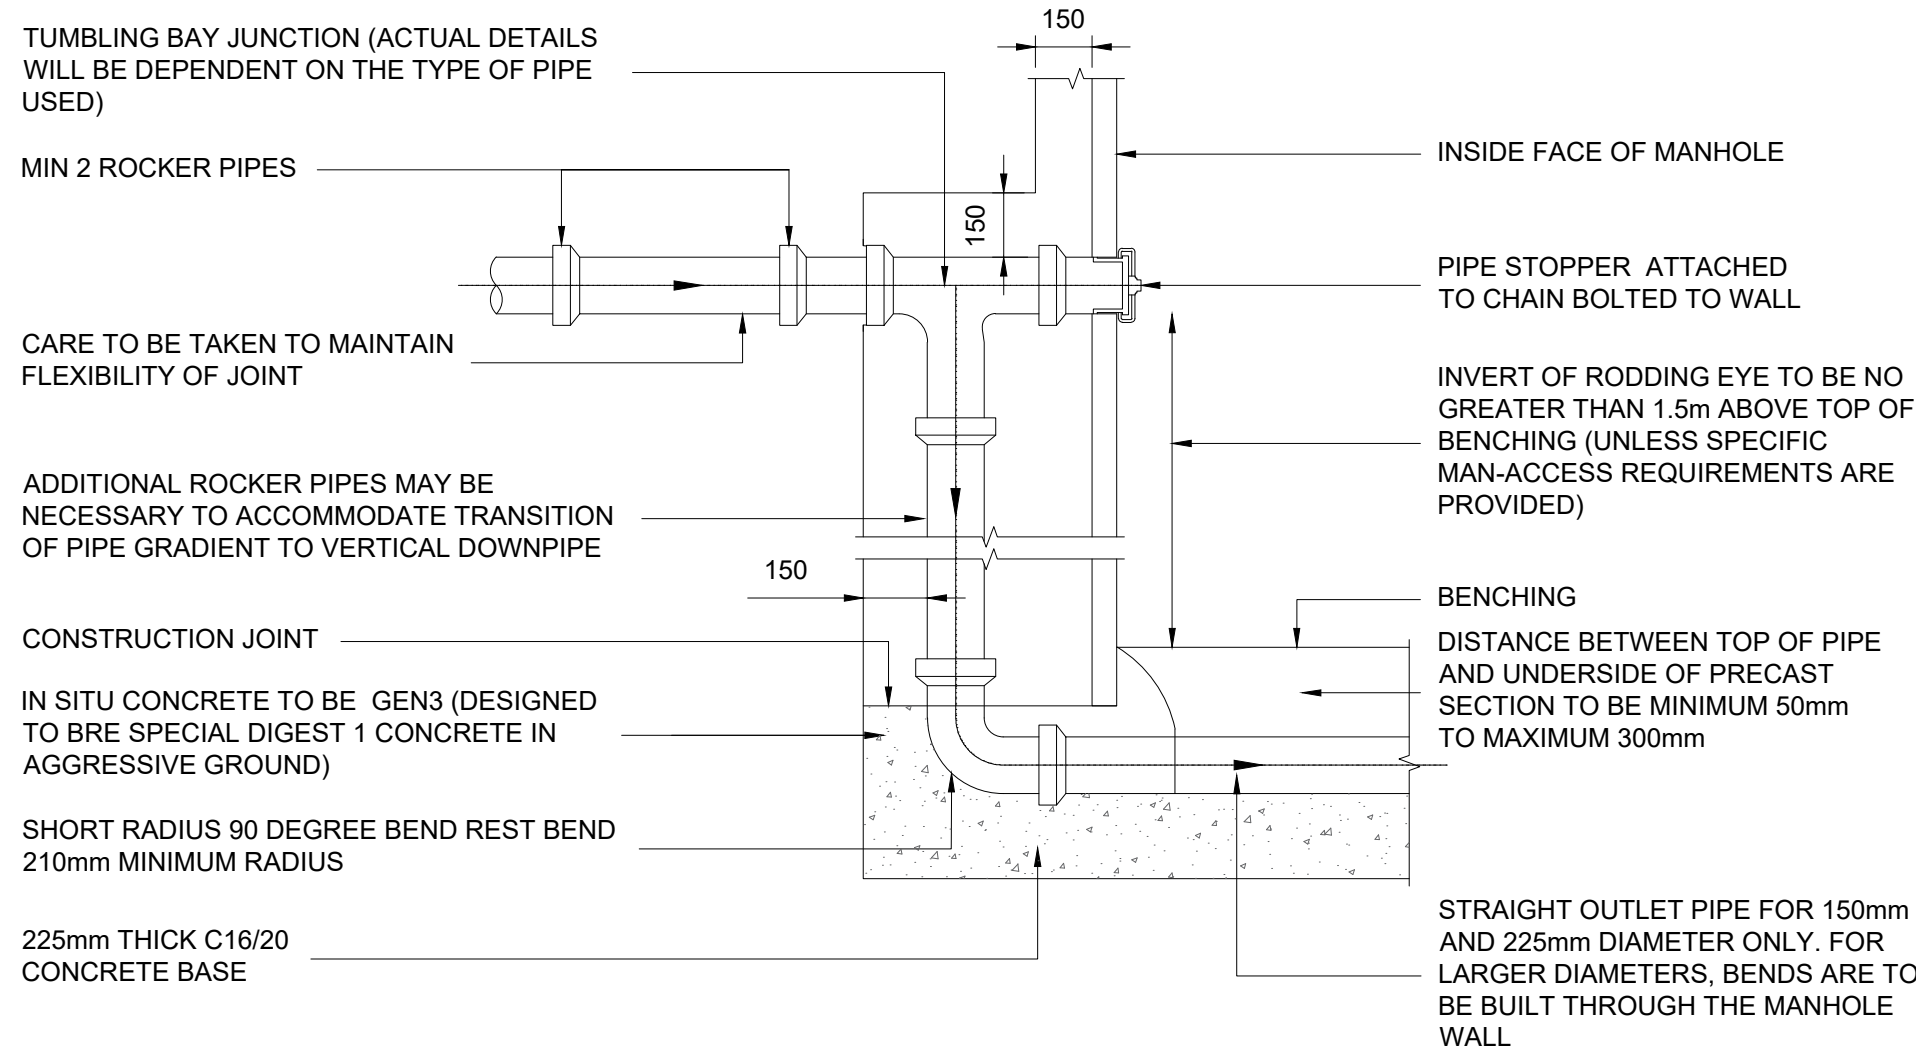 TUMBLING BAY JUNCTION (ACTUAL DETAILS
WILL BE DEPENDENT ON THE TYPE OF PIPE
USED)
MIN 2 ROCKER PIPES
CARE TO BE TAKEN TO MAINTAIN
FLEXIBILITY OF JOINT
ADDITIONAL ROCKER PIPES MAY BE
NECESSARY TO ACCOMMODATE TRANSITION
OF PIPE GRADIENT TO VERTICAL DOWNPIPE
CONSTRUCTION JOINT
IN SITU CONCRETE TO BE GEN3 (DESIGNED
TO BRE SPECIAL DIGEST 1 CONCRETE IN
AGGRESSIVE GROUND)
SHORT RADIUS 90 DEGREE BEND REST BEND
210mm MINIMUM RADIUS
225mm THICK C16/20
CONCRETE BASE
150
150
150
INSIDE FACE OF MANHOLE
PIPE STOPPER ATTACHED
TO CHAIN BOLTED TO WALL
INVERT OF RODDING EYE TO BE NO
GREATER THAN 1.5m ABOVE TOP OF
BENCHING (UNLESS SPECIFIC
MAN-ACCESS REQUIREMENTS ARE
PROVIDED)
BENCHING
DISTANCE BETWEEN TOP OF PIPE
AND UNDERSIDE OF PRECAST
SECTION TO BE MINIMUM 50mm
TO MAXIMUM 300mm
STRAIGHT OUTLET PIPE FOR 150mm
AND 225mm DIAMETER ONLY. FOR
LARGER DIAMETERS, BENDS ARE TO
BE BUILT THROUGH THE MANHOLE
WALL